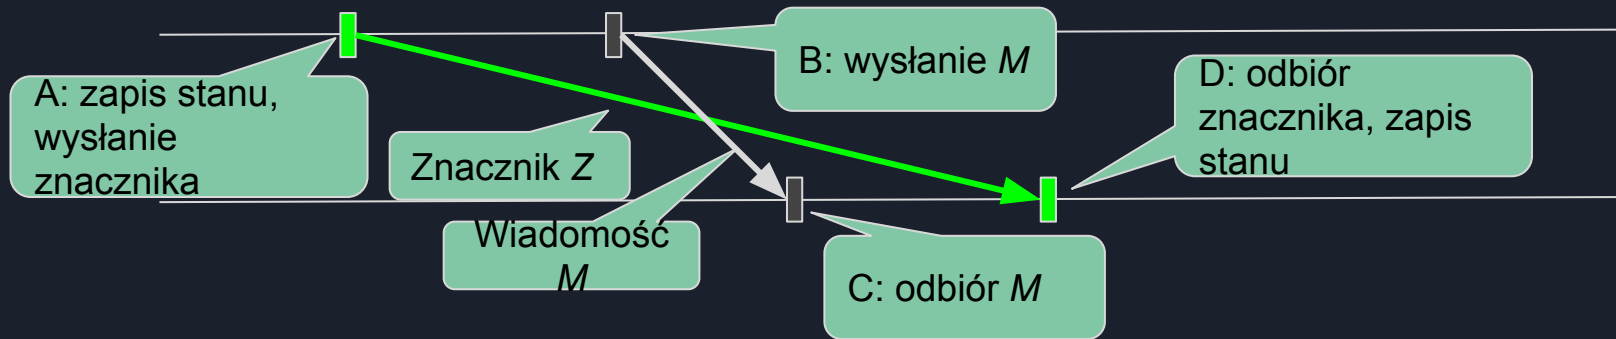 A: zapis stanu,
wysłanie
znacznika
Znacznik Z
Wiadomość
M
B: wysłanie M
C: odbiór M
D: odbiór
znacznika, zapis
stanu